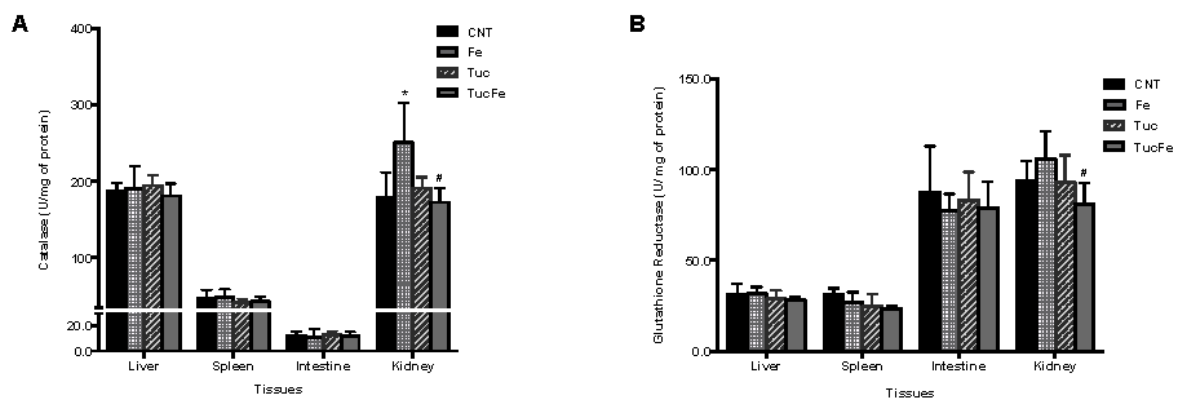 A
400
300
200
100
20.0
0.0
Catalase (U/mg of protein)
CNT
Fe
Tuc
TucFe
*
#
Liver Spleen Intestine Kidney
Tissues
B
150.0
100.0
50.0
0.0
Glutathione Reductase (U/mg of protein)
CNT
Fe
Tuc
TucFe
#
Liver Spleen Intestine Kidney
Tissues